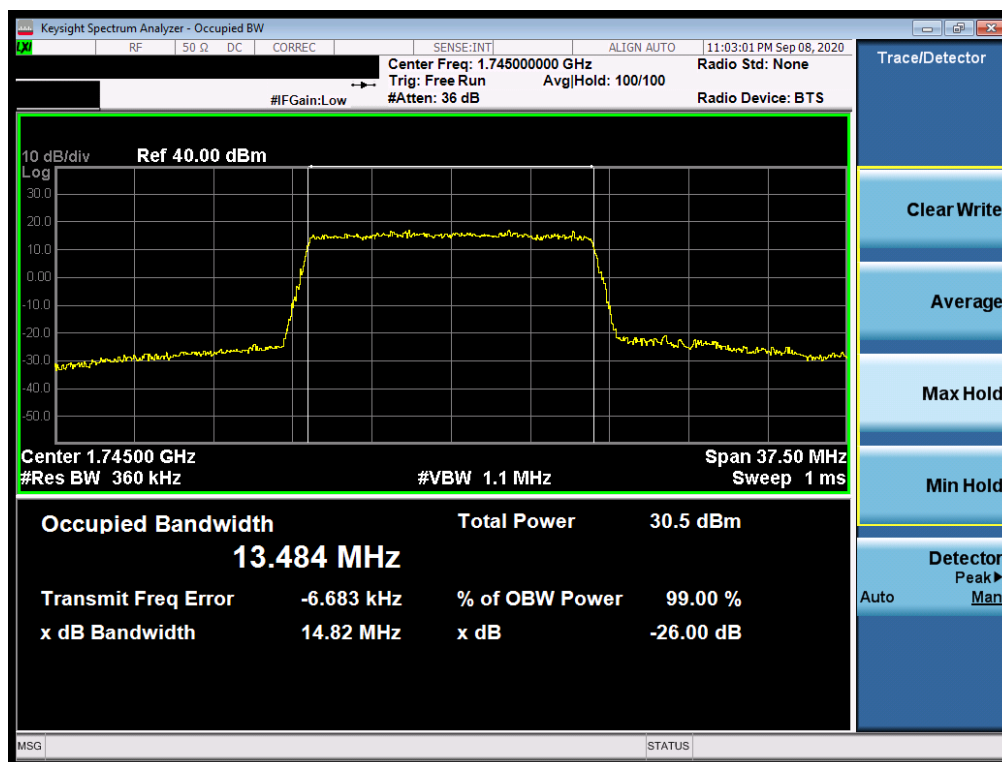 Keysight Spectrum Analyzer - Occupied BW
LXI RF 50 Ω DC CORREC SENSE:INT ALIGN AUTO 11:03:01 PM Sep 08, 2020
Center Freq: 1.745000000 GHz Radio Std: None
Trig: Free Run Avg|Hold: 100/100
#IFGain:Low #Atten: 36 dB Radio Device: BTS
10 dB/div Ref 40.00 dBm
Log
30.0
20.0
10.0
0.00
-10.0
-20.0
-30.0
-40.0
-50.0
Center 1.74500 GHz Span 37.50 MHz
#Res BW 360 kHz #VBW 1.1 MHz Sweep 1 ms
Occupied Bandwidth Total Power 30.5 dBm
13.484 MHz
Transmit Freq Error -6.683 kHz % of OBW Power 99.00 %
x dB Bandwidth 14.82 MHz x dB -26.00 dB
MSG STATUS
Trace/Detector
Clear Write
Average
Max Hold
Min Hold
Detector
Peak▶
Auto Man